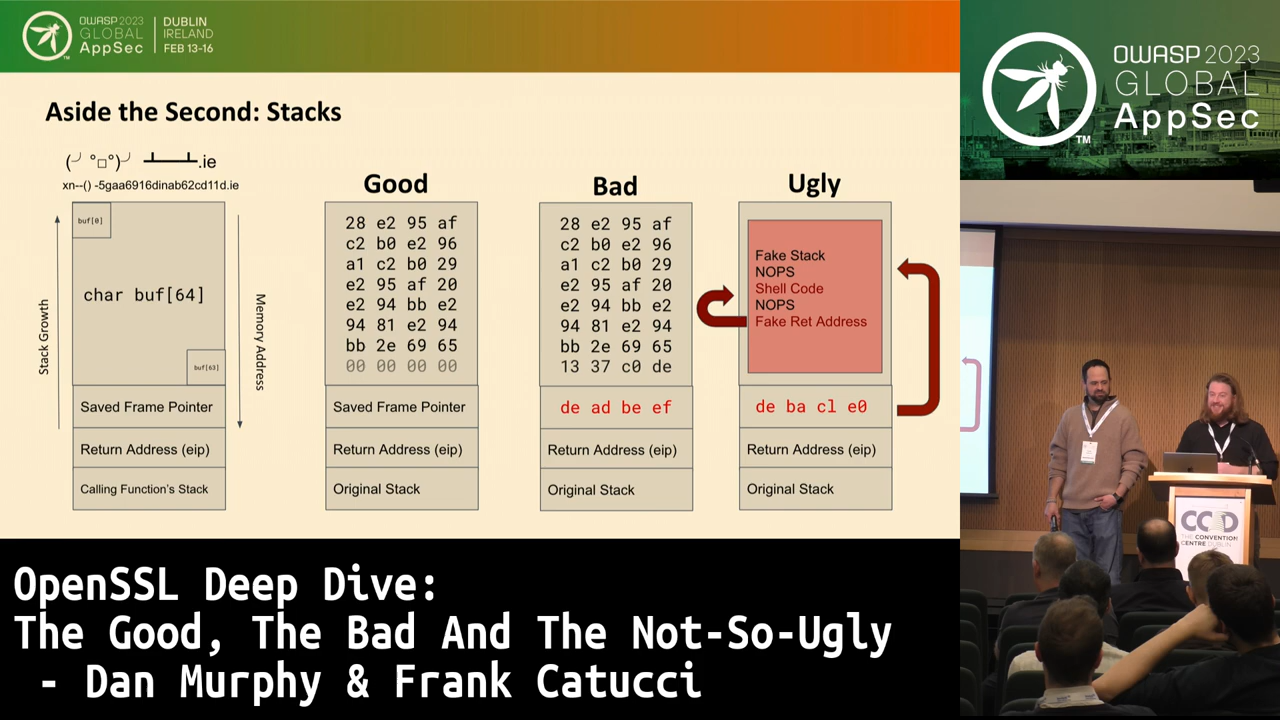 OWASP 2023
GLOBAL
AppSec
TM
DUBLIN
IRELAND
FEB 13-16
Aside the Second: Stacks
(╯°□°)╯ ┻━┻.ie
xn--() -5gaa6916dinab62cd11d.ie
Stack Growth
buf[0]
char buf[64]
buf[63]
Memory Address
Saved Frame Pointer
Return Address (eip)
Calling Function's Stack
Good
28 e2 95 af
c2 b0 e2 96
a1 c2 b0 29
e2 95 af 20
e2 94 bb e2
94 81 e2 94
bb 2e 69 65
00 00 00 00
Saved Frame Pointer
Return Address (eip)
Original Stack
Bad
28 e2 95 af
c2 b0 e2 96
a1 c2 b0 29
e2 95 af 20
e2 94 bb e2
94 81 e2 94
bb 2e 69 65
13 37 c0 de
de ad be ef
Return Address (eip)
Original Stack
Ugly
Fake Stack
NOPS
Shell Code
NOPS
Fake Ret Address
de ba cl e0
Return Address (eip)
Original Stack
OWASP 2023
GLOBAL
AppSec
TM
THE CONVENTION
CENTRE DUBLIN
OpenSSL Deep Dive:
The Good, The Bad And The Not-So-Ugly
- Dan Murphy & Frank Catucci